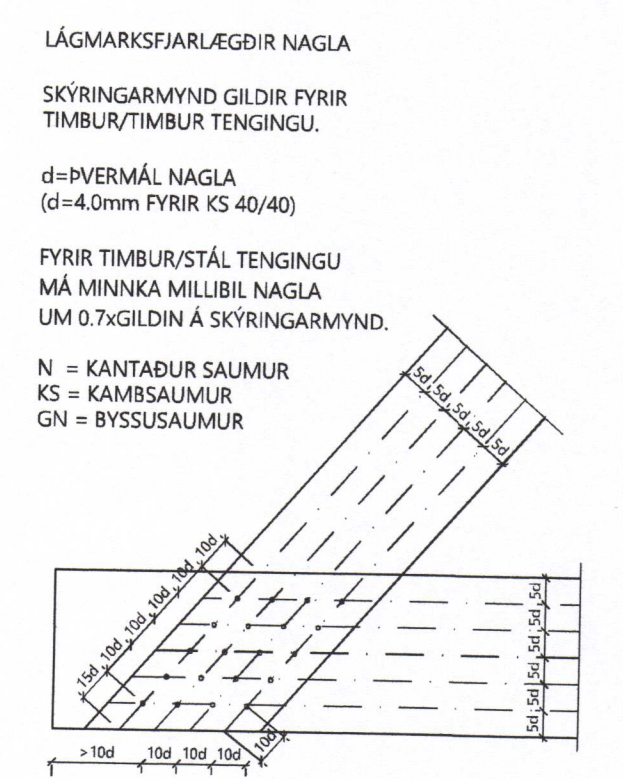 LÁGMARKSFJARLÆGÐIR NAGLA
SKÝRINGARMYND GILDIR FYRIR
TIMBUR/TIMBUR TENGINGU.
d=ÞVERMÁL NAGLA
(d=4.0mm FYRIR KS 40/40)
FYRIR TIMBUR/STÁL TENGINGU
MÁ MINNKA MILLIBIL NAGLA
UM 0.7xGILDIN Á SKÝRINGARMYND.
N = KANTAÐUR SAUMUR
KS = KAMBSAUMUR
GN = BYSSUSAUMUR
5d 5d 5d 5d 5d
15d 10d 10d 10d 10d 10d
5d 5d 5d 5d 5d 5d
>10d 10d 10d 10d
10d